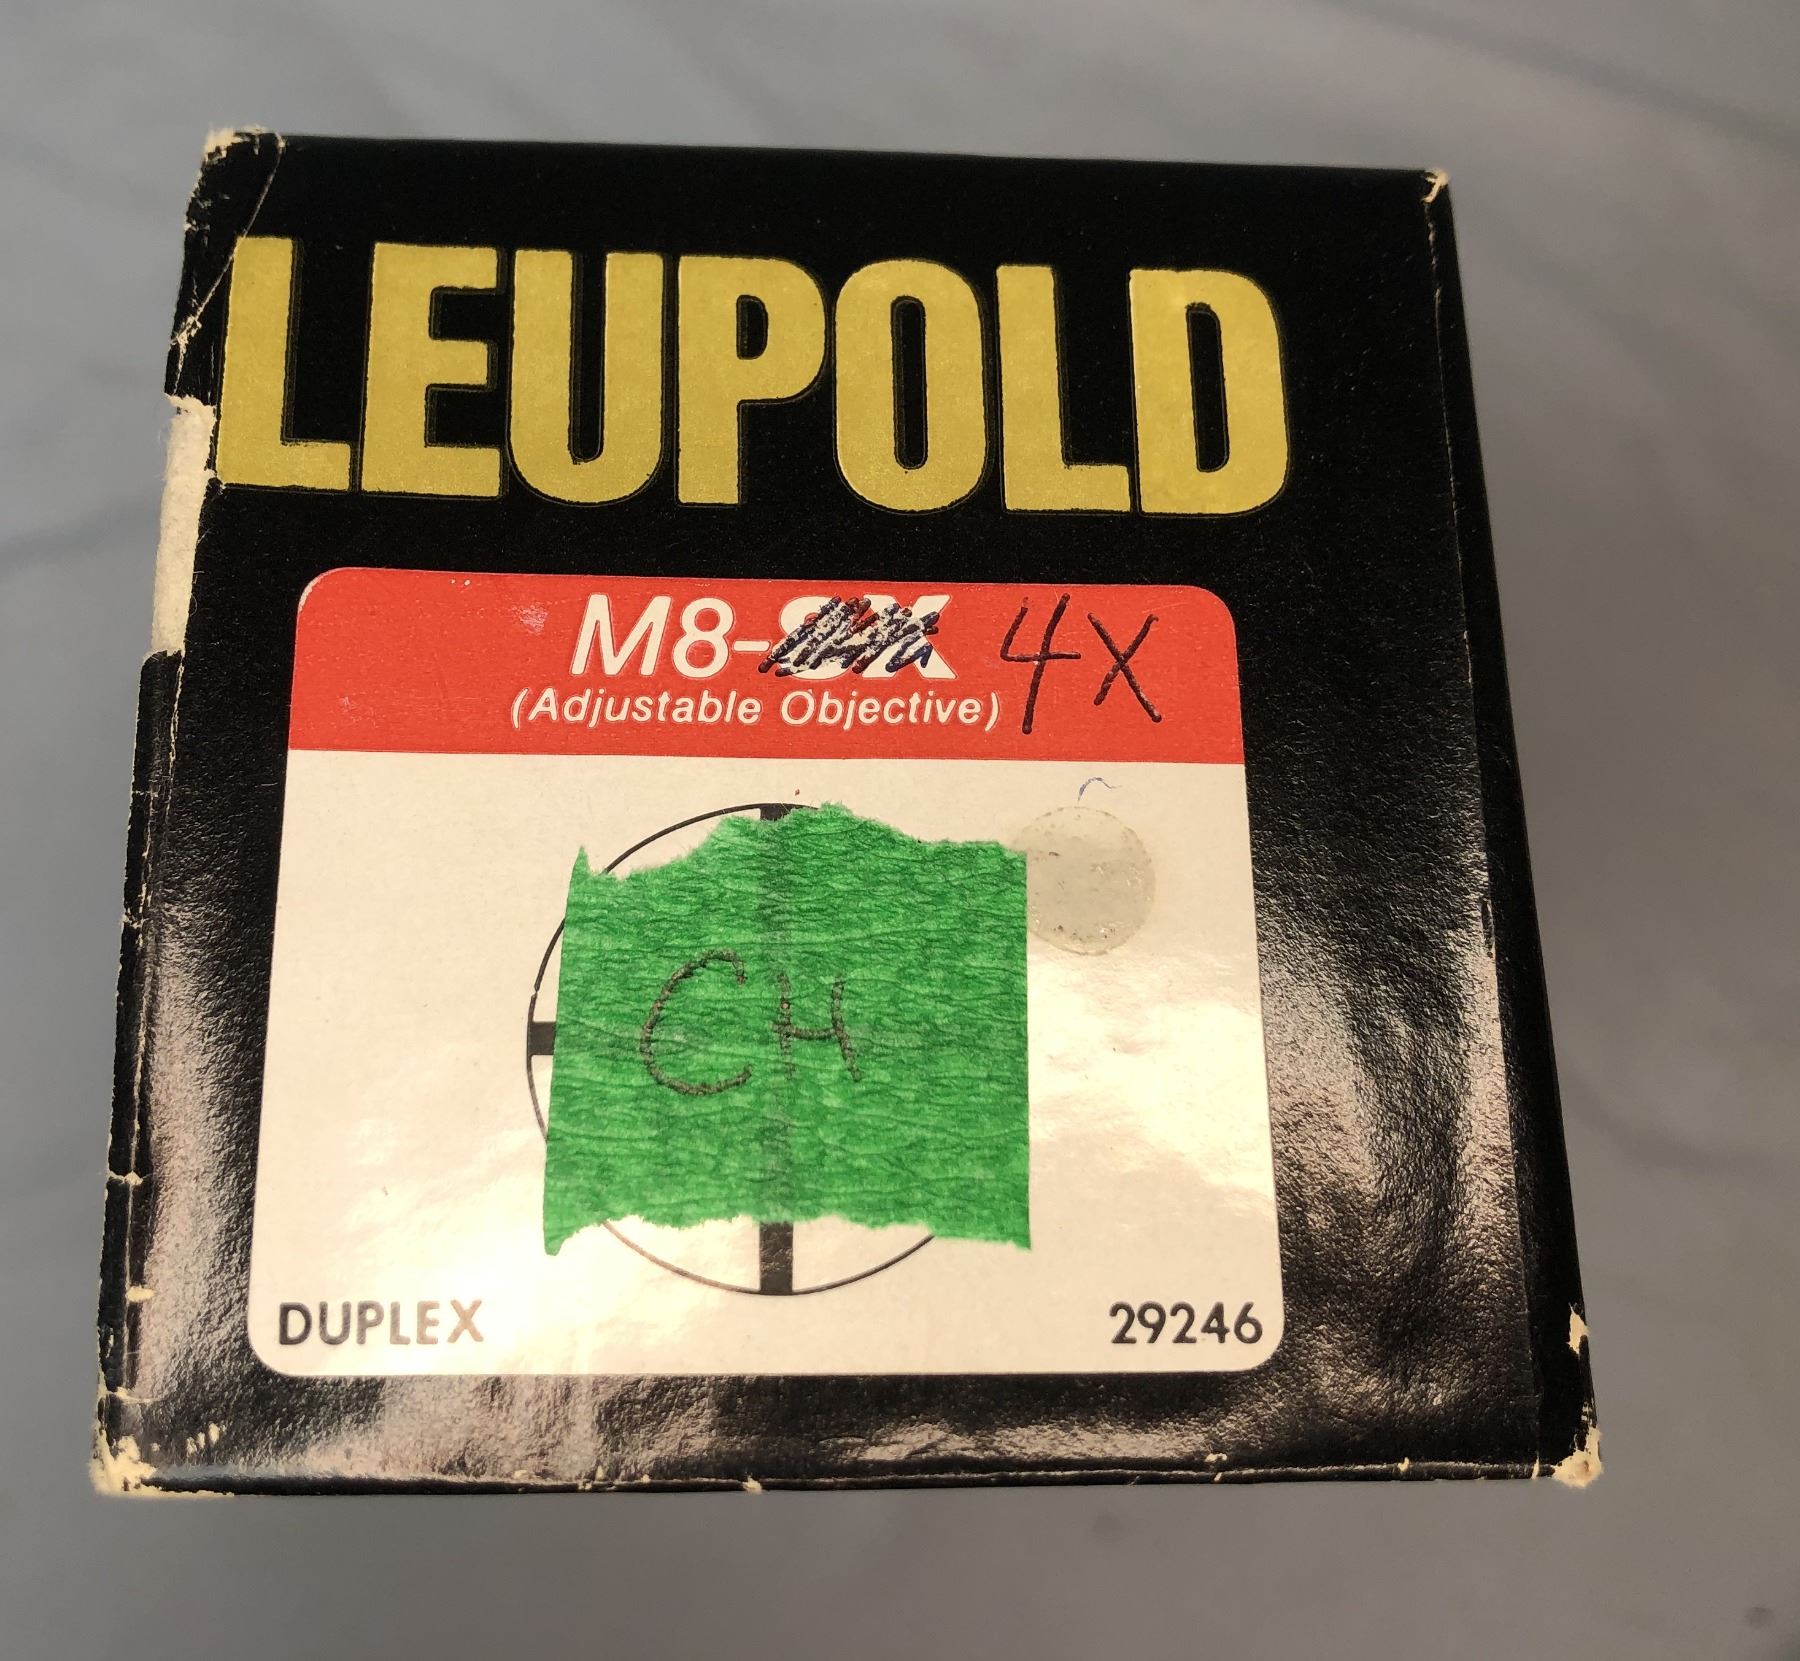 LEUPOLD
M8- 4X
(Adjustable Objective)
CH
DUPLEX
29246